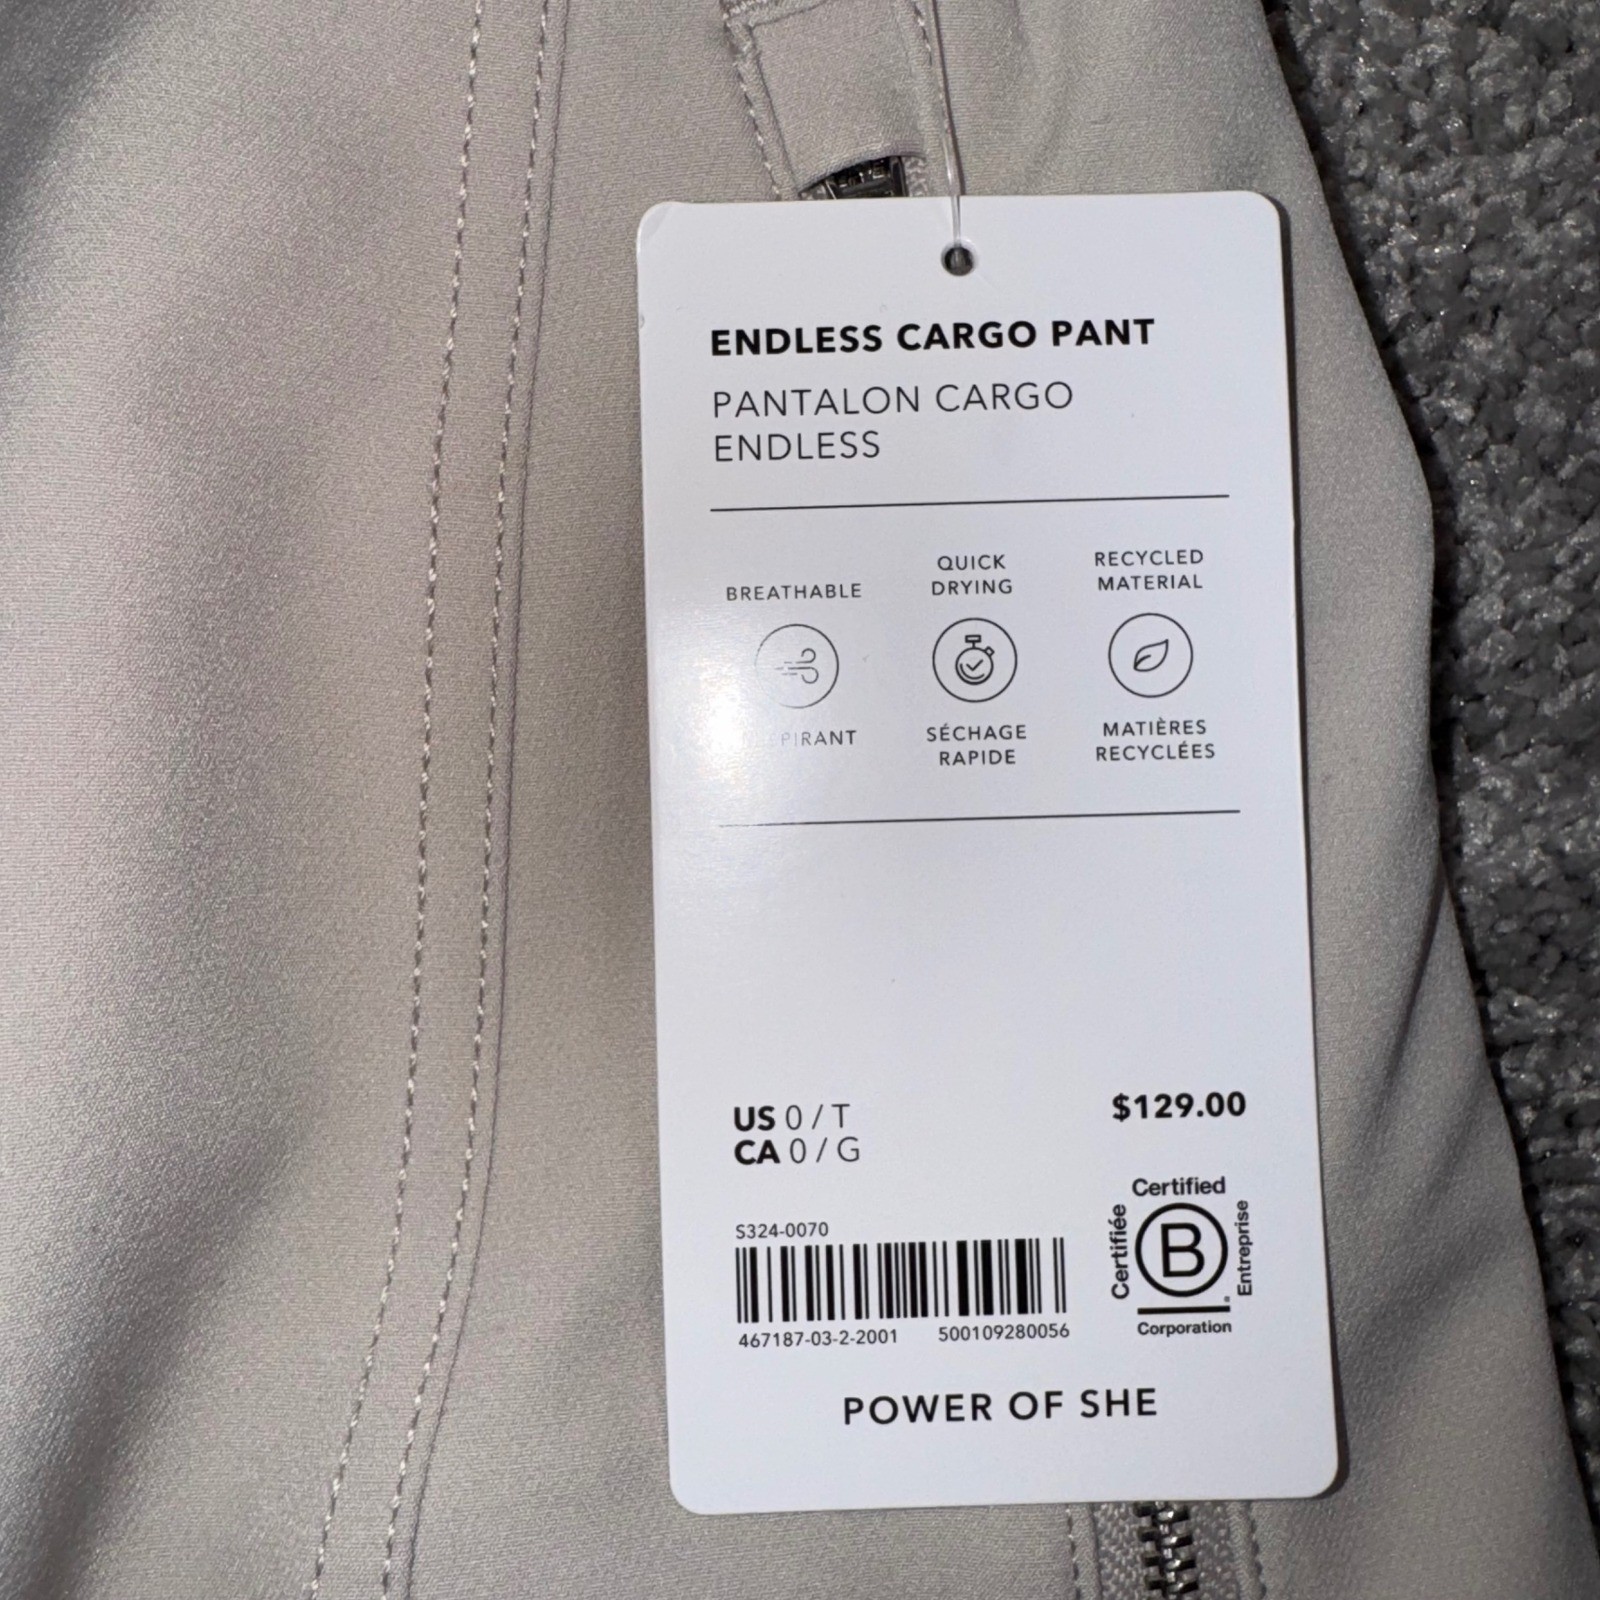 ENDLESS CARGO PANT
PANTALON CARGO
ENDLESS
BREATHABLE
QUICK
DRYING
RECYCLED
MATERIAL
SÉCHAGE
RAPIDE
MATIÈRES
RECYCLÉES
US 0 / T
CA 0 / G
$129.00
S324-0070
467187-03-2-2001 500109280056
Certified
Certifiée
B
Entreprise
Corporation
POWER OF SHE